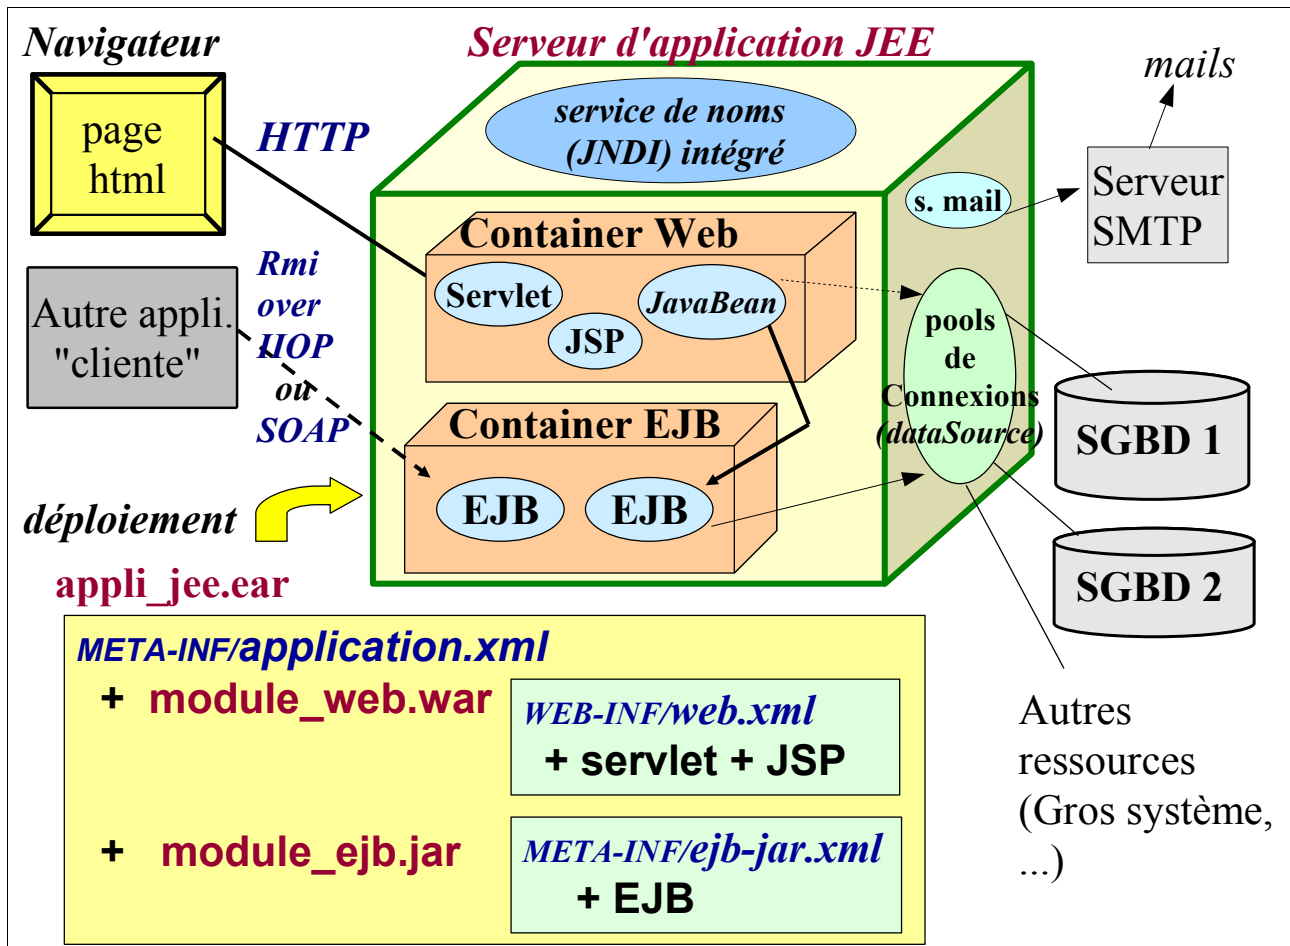 Navigateur
Serveur d'application JEE
mails
page
html
HTTP
service de noms
(JNDI) intégré
s. mail
Serveur
SMTP
Container Web
Servlet
JSP
JavaBean
Autre appli.
"cliente"
Rmi
over
IIOP
ou
SOAP
pools
de
Connexions
(dataSource)
SGBD 1
Container EJB
EJB
EJB
SGBD 2
déploiement
appli_jee.ear
META-INF/application.xml
+ module_web.war
WEB-INF/web.xml
+ servlet + JSP
+ module_ejb.jar
META-INF/ejb-jar.xml
+ EJB
Autres
ressources
(Gros système,
...)